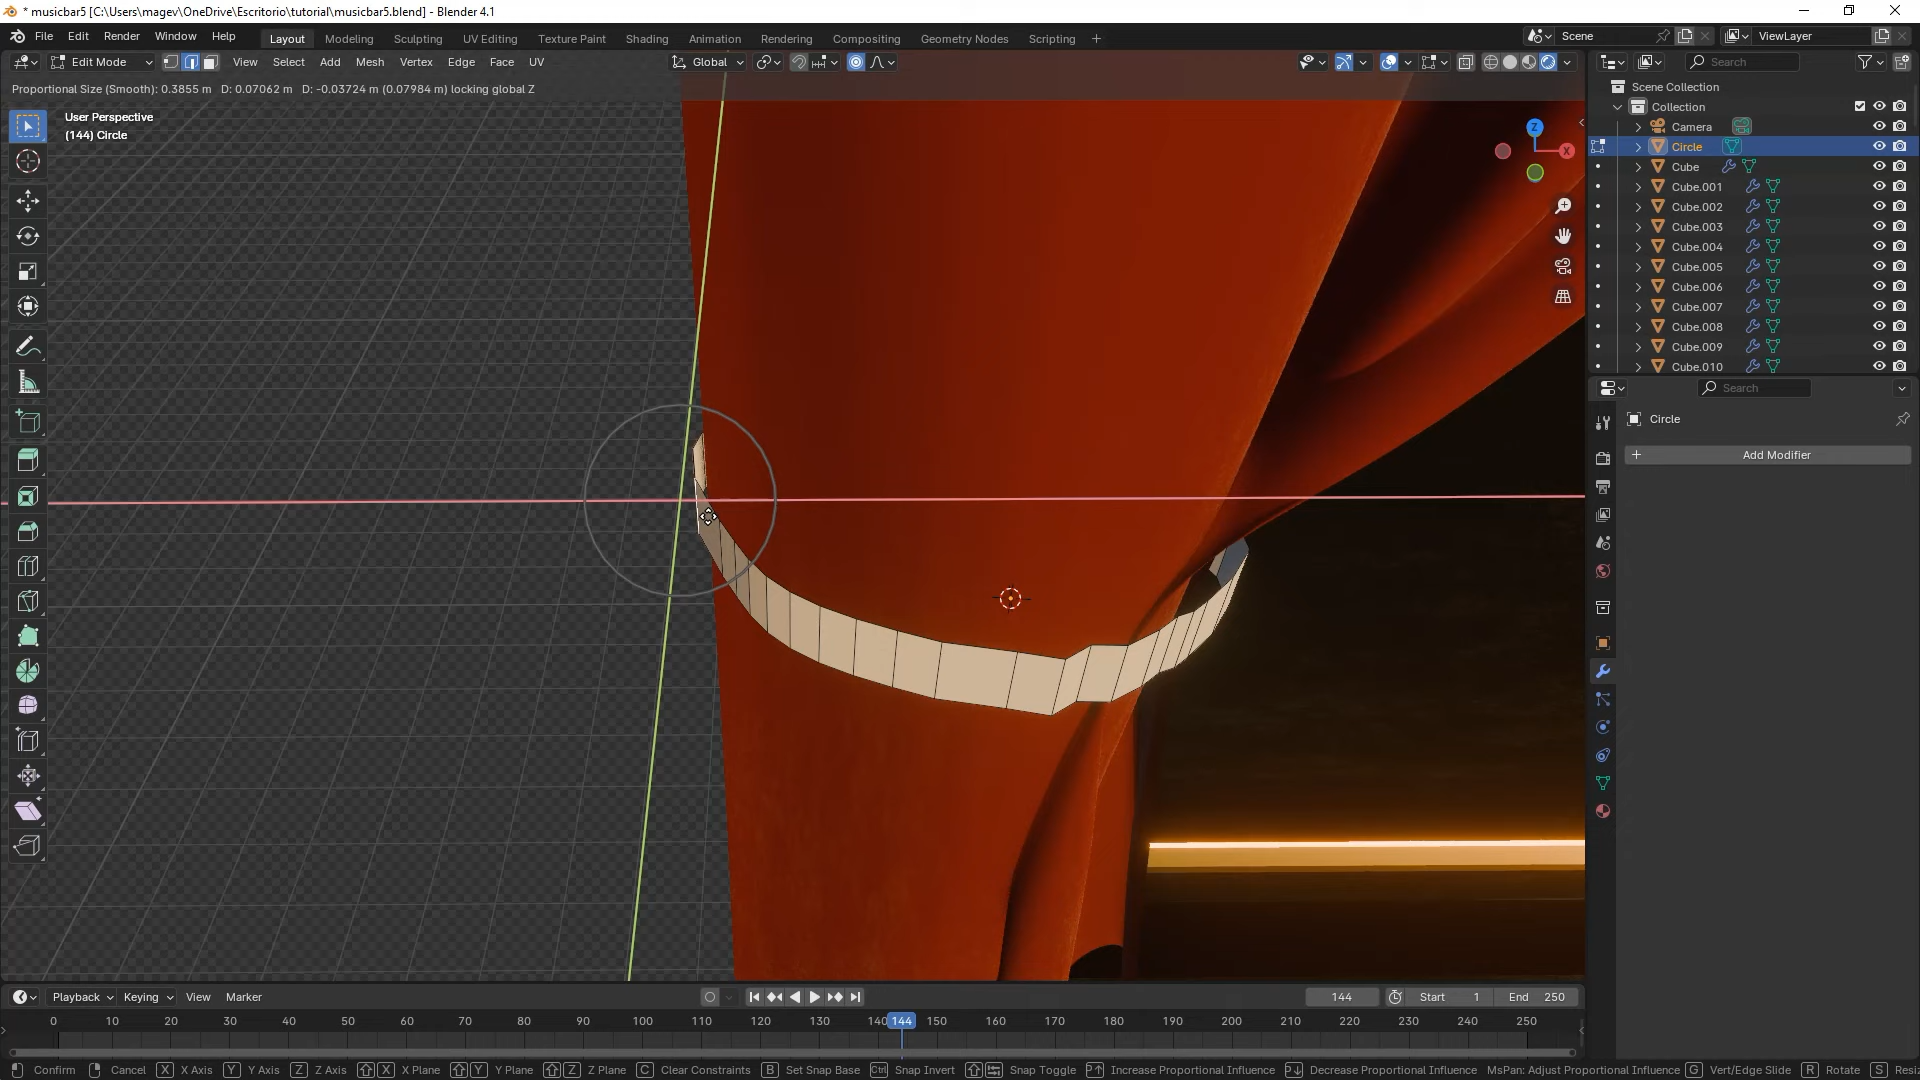 * musicbar5 [C:\Users\magev\OneDrive\Escritorio\tutorial\musicbar5.blend] - Blender 4.1
File Edit Render Window Help
Layout Modeling Sculpting UV Editing Texture Paint Shading Animation Rendering Compositing Geometry Nodes Scripting +
Scene
ViewLayer
Edit Mode View Select Add Mesh Vertex Edge Face UV
Global
Search
Proportional Size (Smooth): 0.3855 m D: 0.07062 m D: -0.03724 m (0.07984 m) locking global Z
User Perspective
(144) Circle
Z
X
Scene Collection
Collection
Camera
Circle
Cube
Cube.001
Cube.002
Cube.003
Cube.004
Cube.005
Cube.006
Cube.007
Cube.008
Cube.009
Cube.010
Search
Circle
+ Add Modifier
Playback Keying View Marker
144 Start 1 End 250
0 10 20 30 40 50 60 70 80 90 100 110 120 130 140 144 150 160 170 180 190 200 210 220 230 240 250
Confirm Cancel X X Axis Y Y Axis Z Z Axis X X Plane Y Y Plane Z Z Plane C Clear Constraints B Set Snap Base Ctrl Snap Invert Snap Toggle P Increase Proportional Influence P Decrease Proportional Influence MsPan: Adjust Proportional Influence G Vert/Edge Slide R Rotate S Resi